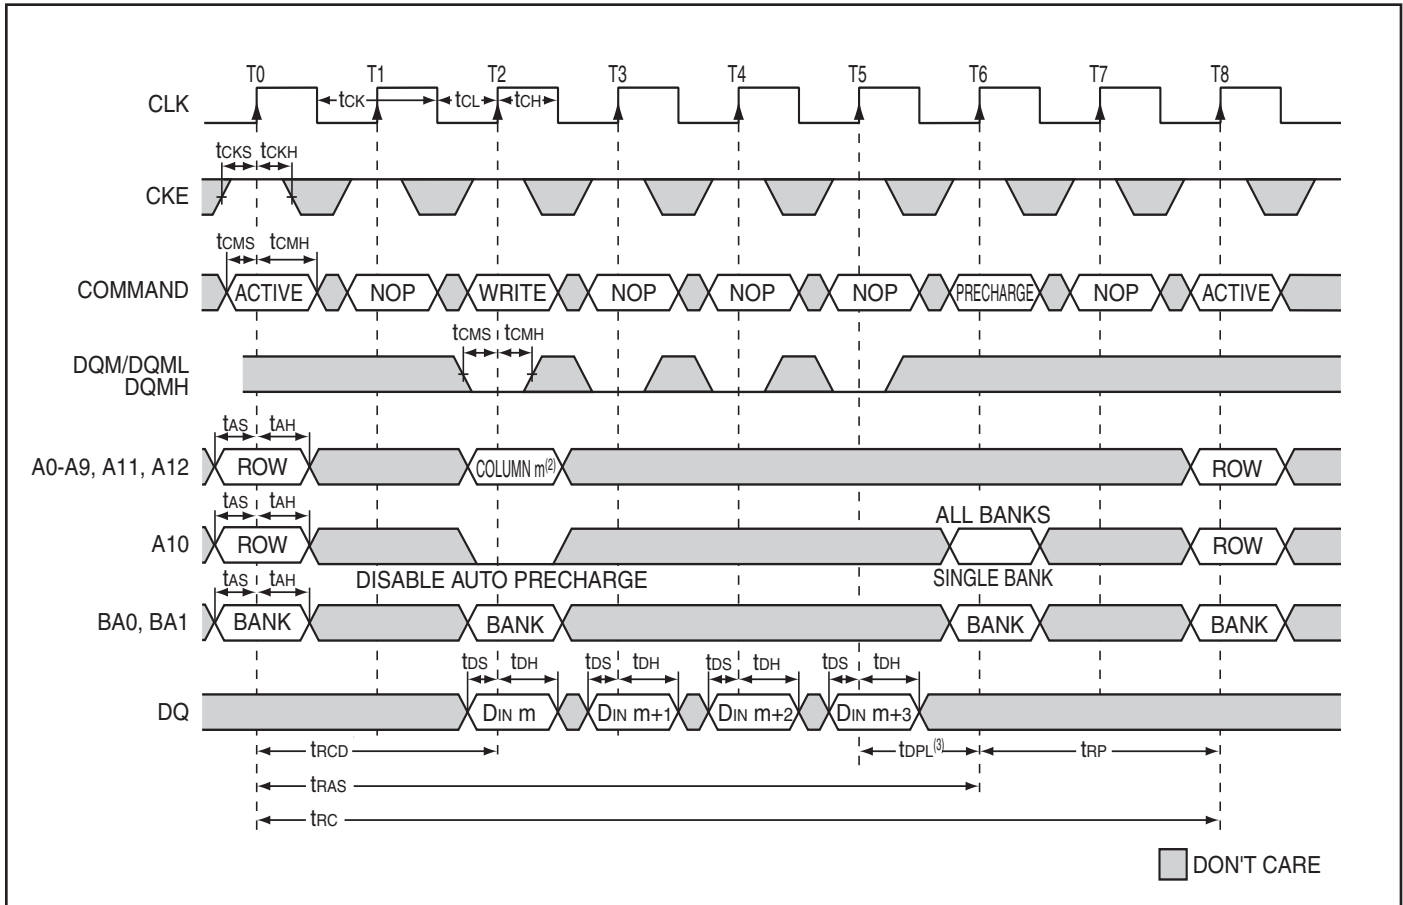 T0 T1 T2 T3 T4 T5 T6 T7 T8
CLK tCK tCL tCH
tCKS tCKH
CKE
tCMS tCMH
COMMAND ACTIVE NOP WRITE NOP NOP NOP PRECHARGE NOP ACTIVE
tCMS tCMH
DQM/DQML
DQMH
tAS tAH
A0-A9, A11, A12 ROW COLUMN m(2) ROW
tAS tAH ALL BANKS
A10 ROW ROW
DISABLE AUTO PRECHARGE SINGLE BANK
tAS tAH
BA0, BA1 BANK BANK BANK BANK
tDS tDH tDS tDH tDS tDH tDS tDH
DQ DIN m DIN m+1 DIN m+2 DIN m+3
tRCD tDPL(3) tRP
tRAS
tRC
DON'T CARE